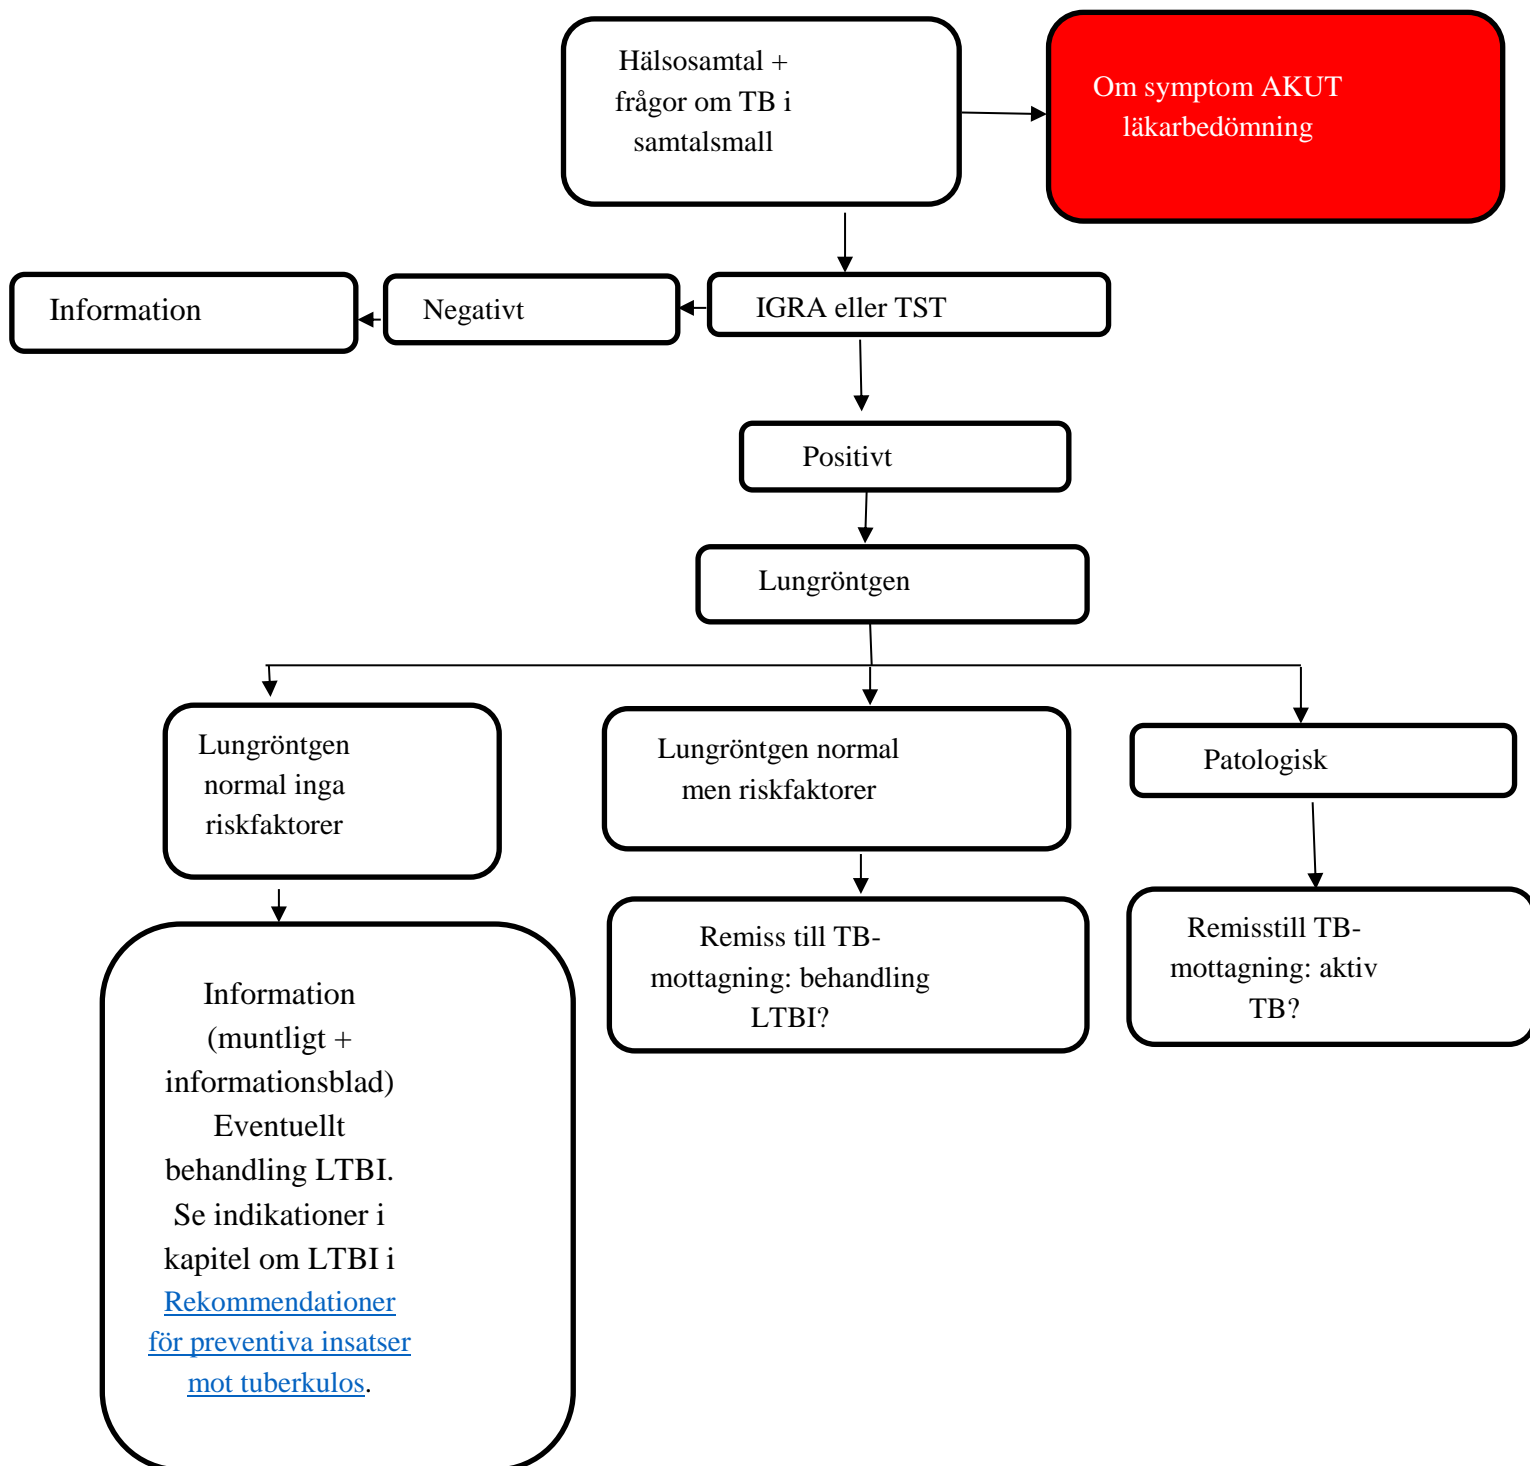 Hälsosamtal +
frågor om TB i
samtalsmall
Om symptom AKUT
läkarbedömning
Information
Negativt
IGRA eller TST
Positivt
Lungröntgen
Lungröntgen
normal inga
riskfaktorer
Lungröntgen normal
men riskfaktorer
Patologisk
Information
(muntligt +
informationsblad)
Eventuellt
behandling LTBI.
Se indikationer i
kapitel om LTBI i
Rekommendationer
för preventiva insatser
mot tuberkulos.
Remiss till TB-
mottagning: behandling
LTBI?
Remisstill TB-
mottagning: aktiv
TB?